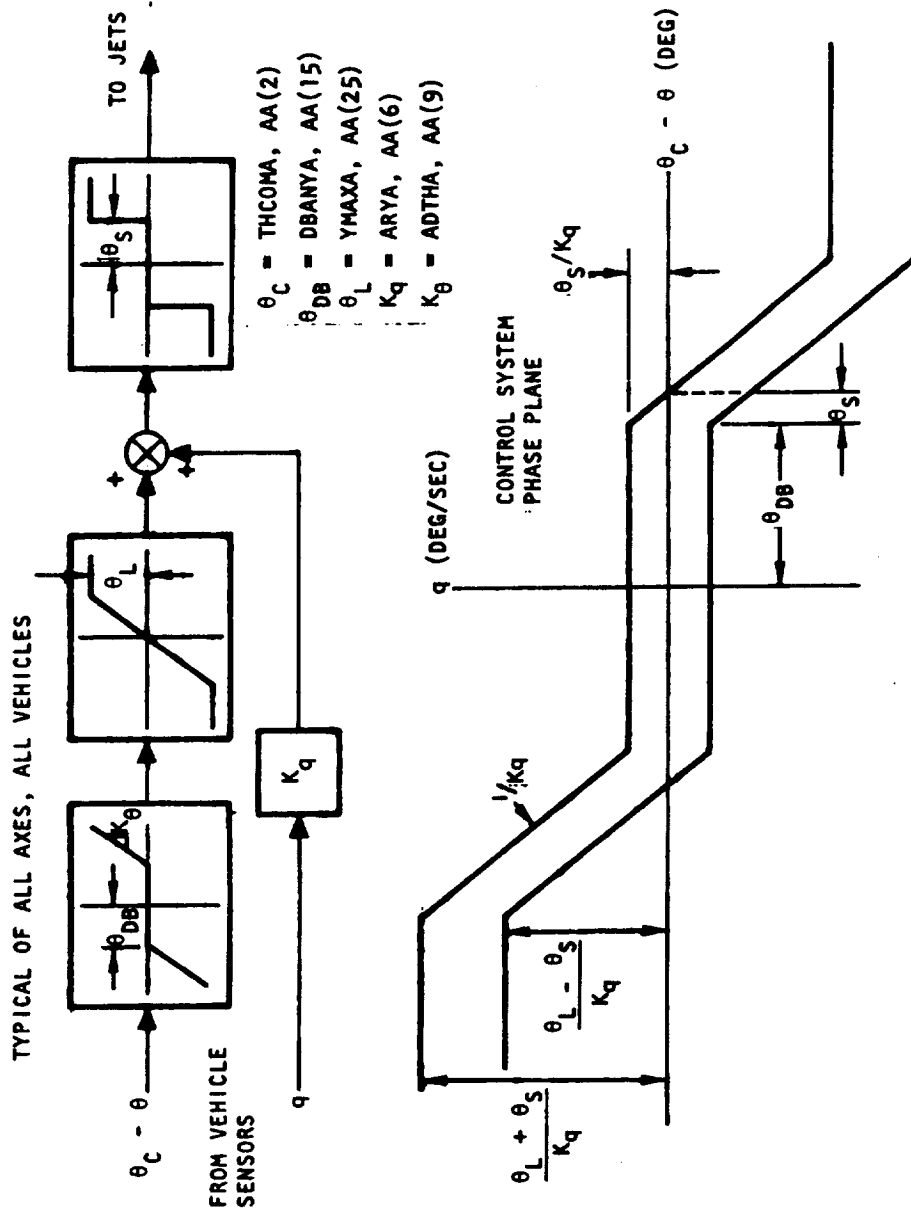 TYPICAL OF ALL AXES, ALL VEHICLES
θC - θ
FROM VEHICLE
SENSORS
θDB
Kθ
θL
θS
TO JETS
q
Kq
+
+
θC = THCOMA, AA(2)
θDB = DBANYA, AA(15)
θL = YMAXA, AA(25)
Kq = ARYA, AA(6)
Kθ = ADTHA, AA(9)
q (DEG/SEC)
CONTROL SYSTEM
PHASE PLANE
θS/Kq
θC - θ (DEG)
1/Kq
θL + θS
Kq
θL - θS
Kq
θDB
θS